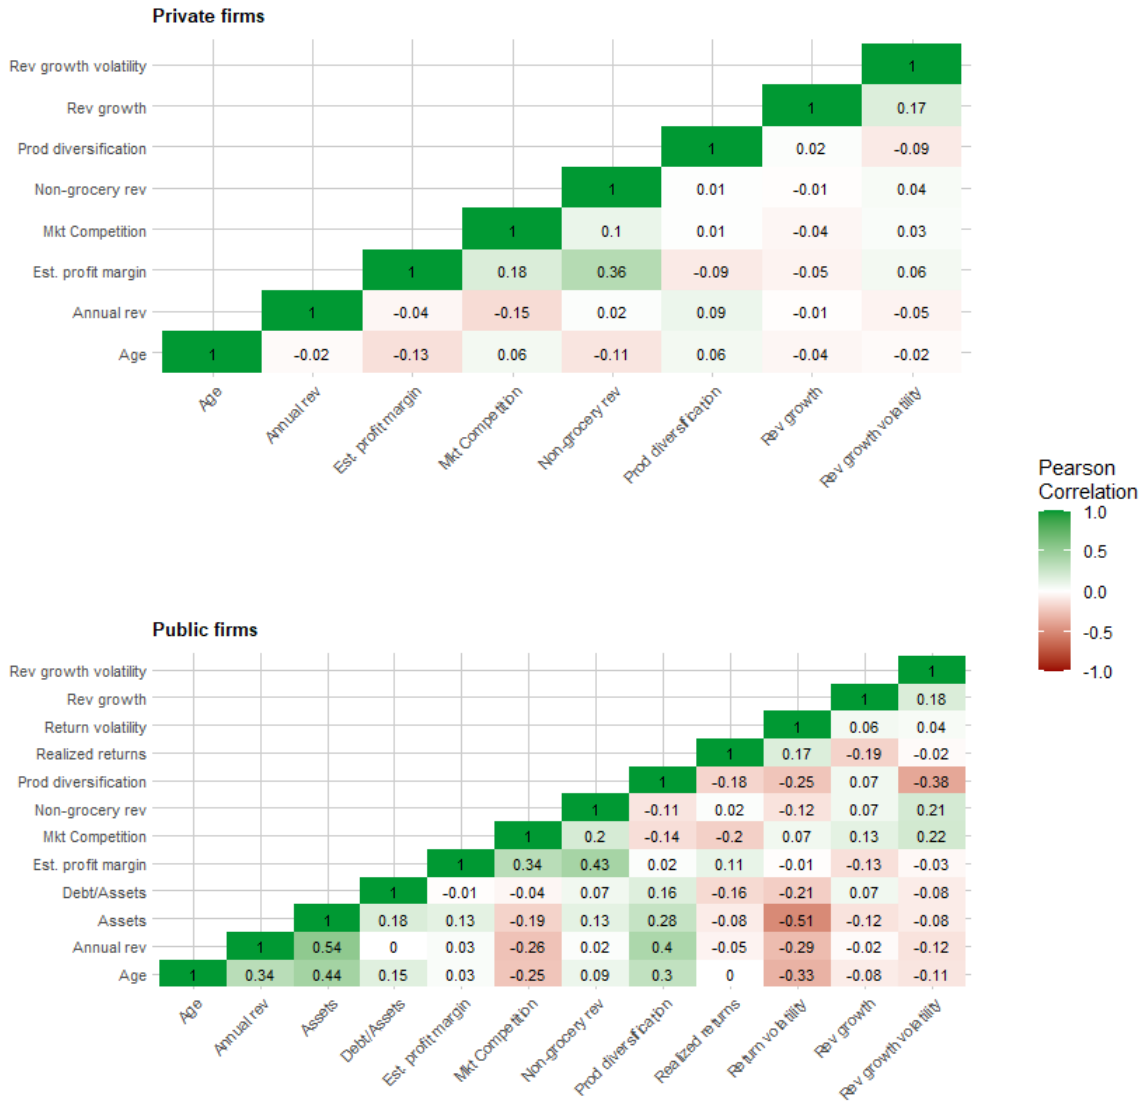 Private firms
Rev growth volatility 1
Rev growth 1 0.17
Prod diversification 1 0.02 -0.09
Non-grocery rev 1 0.01 -0.01 0.04
Mkt Competition 1 0.1 0.01 -0.04 0.03
Est. profit margin 1 0.18 0.36 -0.09 -0.05 0.06
Annual rev 1 -0.04 -0.15 0.02 0.09 -0.01 -0.05
Age 1 -0.02 -0.13 0.06 -0.11 0.06 -0.04 -0.02
Age Annual rev Est. profit margin Mkt Competition Non-grocery rev Prod diversification Rev growth Rev growth volatility
Pearson
Correlation
1.0
0.5
0.0
-0.5
-1.0
Public firms
Rev growth volatility 1
Rev growth 1 0.18
Return volatility 1 0.06 0.04
Realized returns 1 0.17 -0.19 -0.02
Prod diversification 1 -0.18 -0.25 0.07 -0.38
Non-grocery rev 1 -0.11 0.02 -0.12 0.07 0.21
Mkt Competition 1 0.2 -0.14 -0.2 0.07 0.13 0.22
Est. profit margin 1 0.34 0.43 0.02 0.11 -0.01 -0.13 -0.03
Debt/Assets 1 -0.01 -0.04 0.07 0.16 -0.16 -0.21 0.07 -0.08
Assets 1 0.18 0.13 -0.19 0.13 0.28 -0.08 -0.51 -0.12 -0.08
Annual rev 1 0.54 0 0.03 -0.26 0.02 0.4 -0.05 -0.29 -0.02 -0.12
Age 1 0.34 0.44 0.15 0.03 -0.25 0.09 0.3 0 -0.33 -0.08 -0.11
Age Annual rev Assets Debt/Assets Est. profit margin Mkt Competition Non-grocery rev Prod diversification Realized returns Return volatility Rev growth Rev growth volatility